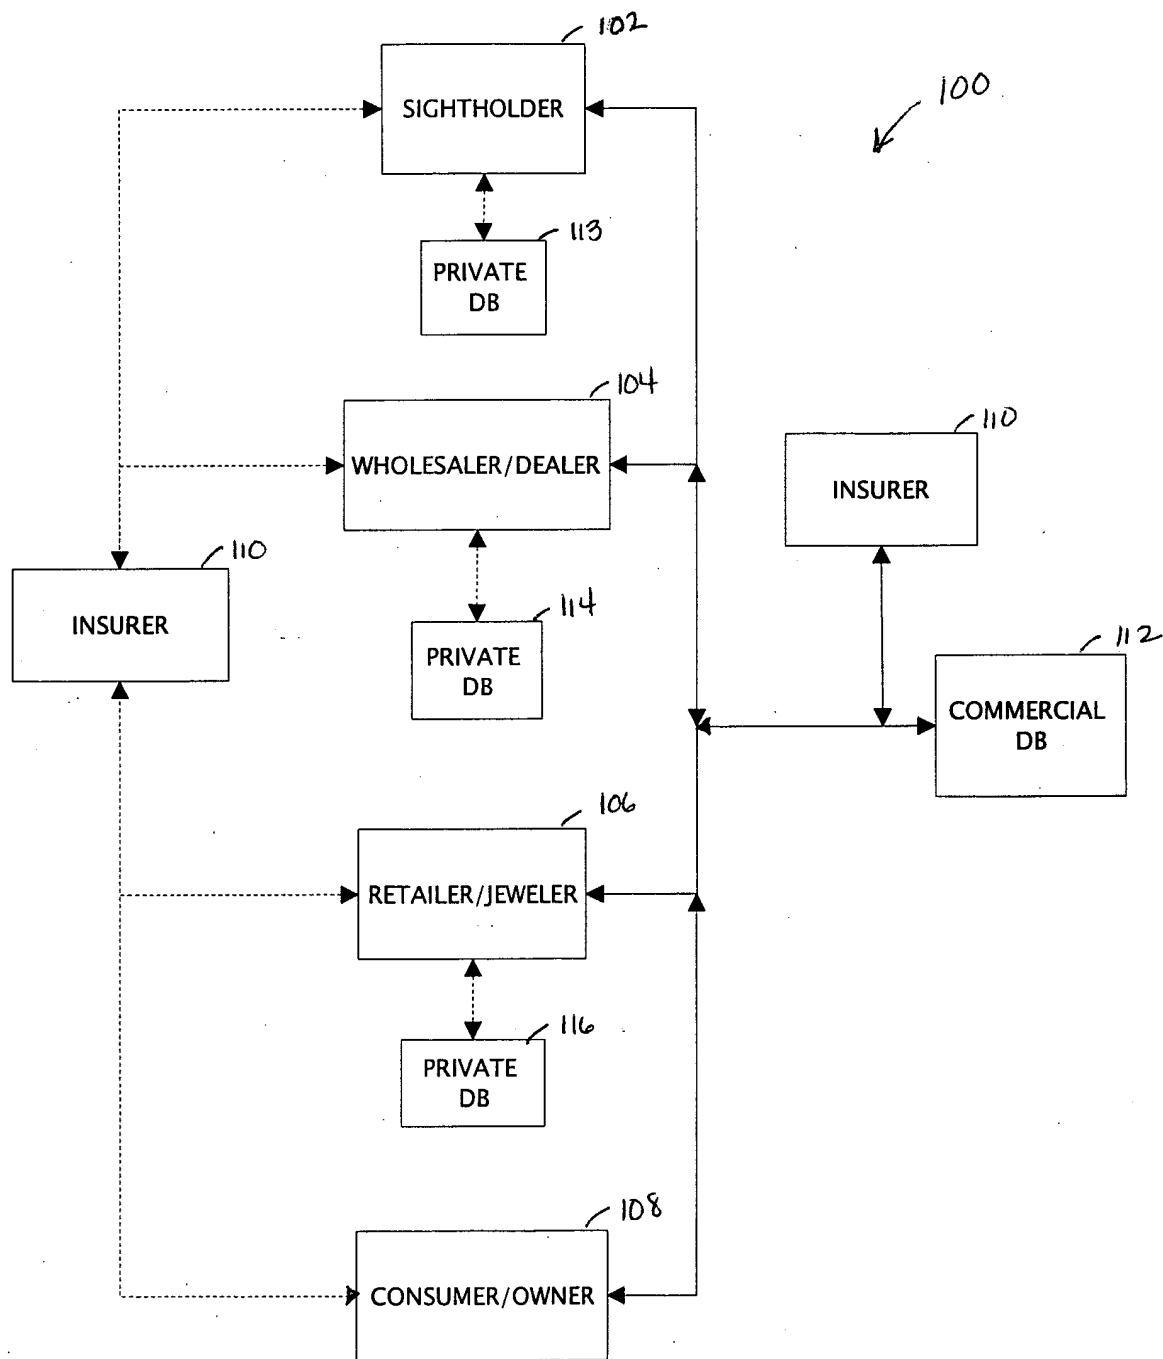 102
SIGHTHOLDER
100
113
PRIVATE
DB
104
WHOLESALER/DEALER
110
INSURER
110
INSURER
114
PRIVATE
DB
112
COMMERCIAL
DB
106
RETAILER/JEWELER
116
PRIVATE
DB
108
CONSUMER/OWNER